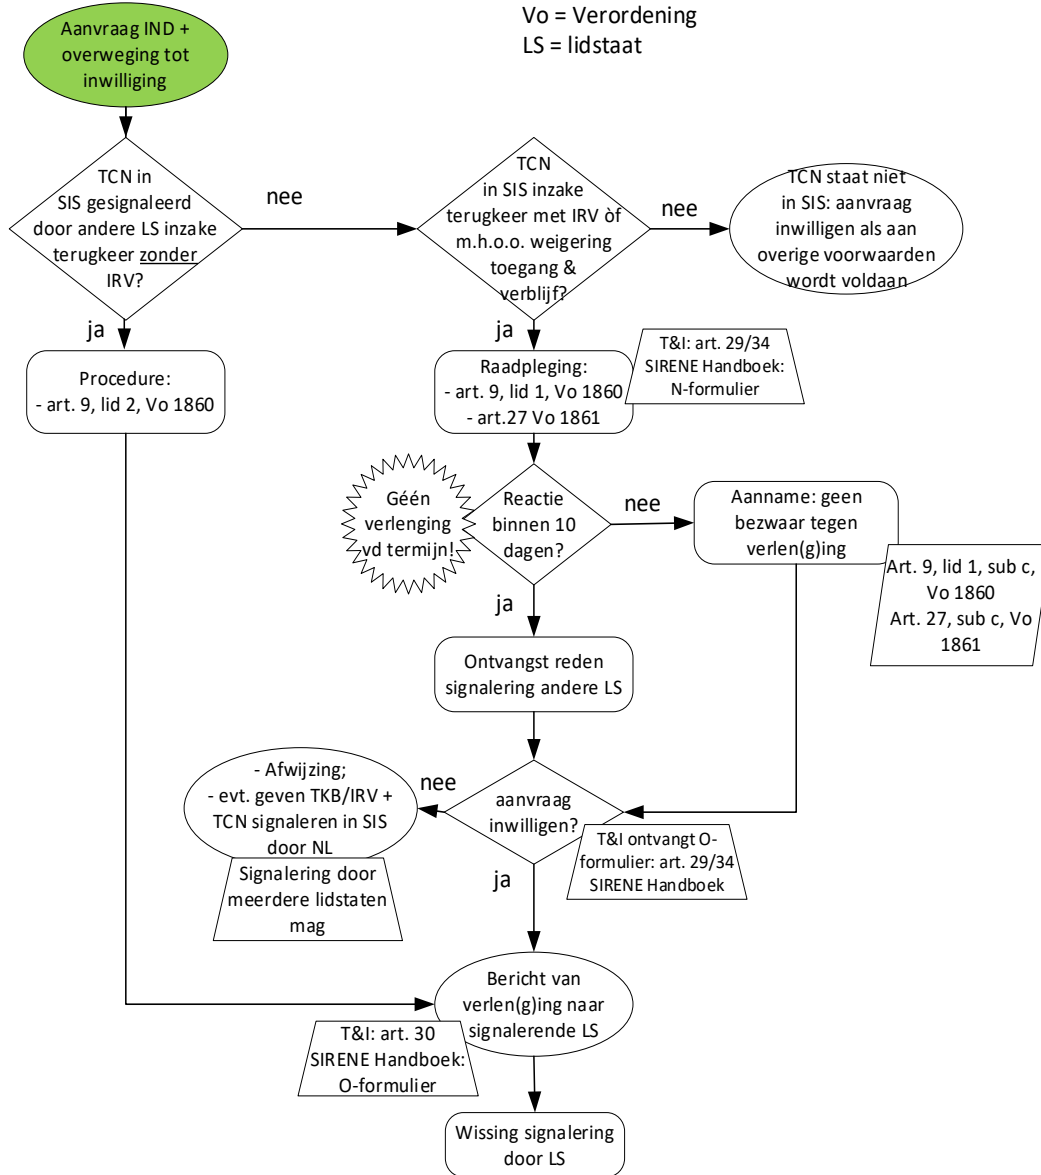 Vo = Verordening
LS = lidstaat
Aanvraag IND +
overweging tot
inwilliging
TCN in
SIS gesignaleerd
door andere LS inzake
terugkeer zonder
IRV?
nee
TCN
in SIS inzake
terugkeer met IRV òf
m.h.o.o. weigering
toegang &
verblijf?
nee
TCN staat niet
in SIS: aanvraag
inwilligen als aan
overige voorwaarden
wordt voldaan
ja
Procedure:
- art. 9, lid 2, Vo 1860
ja
Raadpleging:
- art. 9, lid 1, Vo 1860
- art.27 Vo 1861
T&I: art. 29/34
SIRENE Handboek:
N-formulier
Géén
verlenging
vd termijn!
Reactie
binnen 10
dagen?
nee
Aanname: geen
bezwaar tegen
verlen(g)ing
Art. 9, lid 1, sub c,
Vo 1860
Art. 27, sub c, Vo
1861
ja
Ontvangst reden
signalering andere LS
aanvraag
inwilligen?
nee
- Afwijzing;
- evt. geven TKB/IRV +
TCN signaleren in SIS
door NL
Signalering door
meerdere lidstaten
mag
T&I ontvangt O-
formulier: art. 29/34
SIRENE Handboek
ja
Bericht van
verlen(g)ing naar
signalerende LS
T&I: art. 30
SIRENE Handboek:
O-formulier
Wissing signalering
door LS